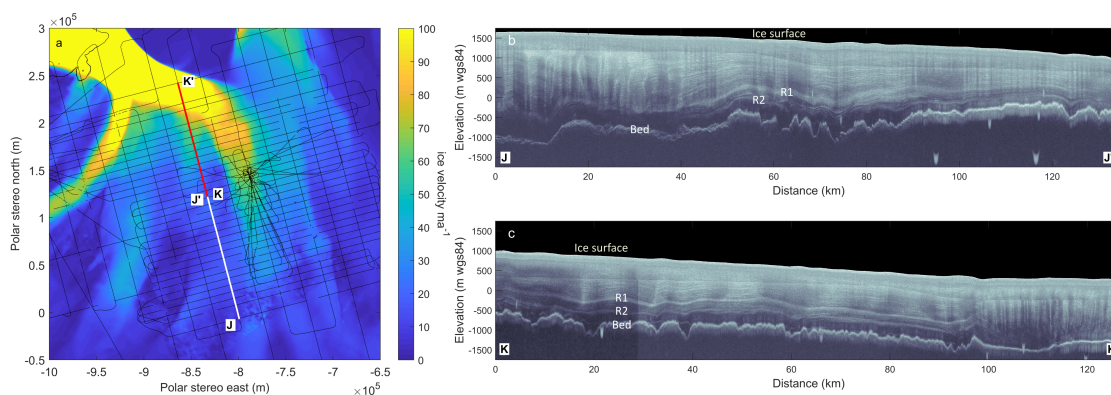 ×10⁵
3
2.5
2
1.5
1
0.5
0
-0.5
Polar stereo north (m)
a
K'
J'
K
J
-10
-9.5
-9
-8.5
-8
-7.5
-7
-6.5
×10⁵
Polar stereo east (m)
100
90
80
70
60
50
40
30
20
10
0
ice velocity ma⁻¹
b
Ice surface
R1
R2
Bed
J
J'
Elevation (m wgs84)
1500
1000
500
0
-500
-1000
-1500
0
20
40
60
80
100
120
Distance (km)
c
Ice surface
R1
R2
Bed
K
K
Elevation (m wgs84)
1500
1000
500
0
-500
-1000
-1500
0
20
40
60
80
100
120
Distance (km)